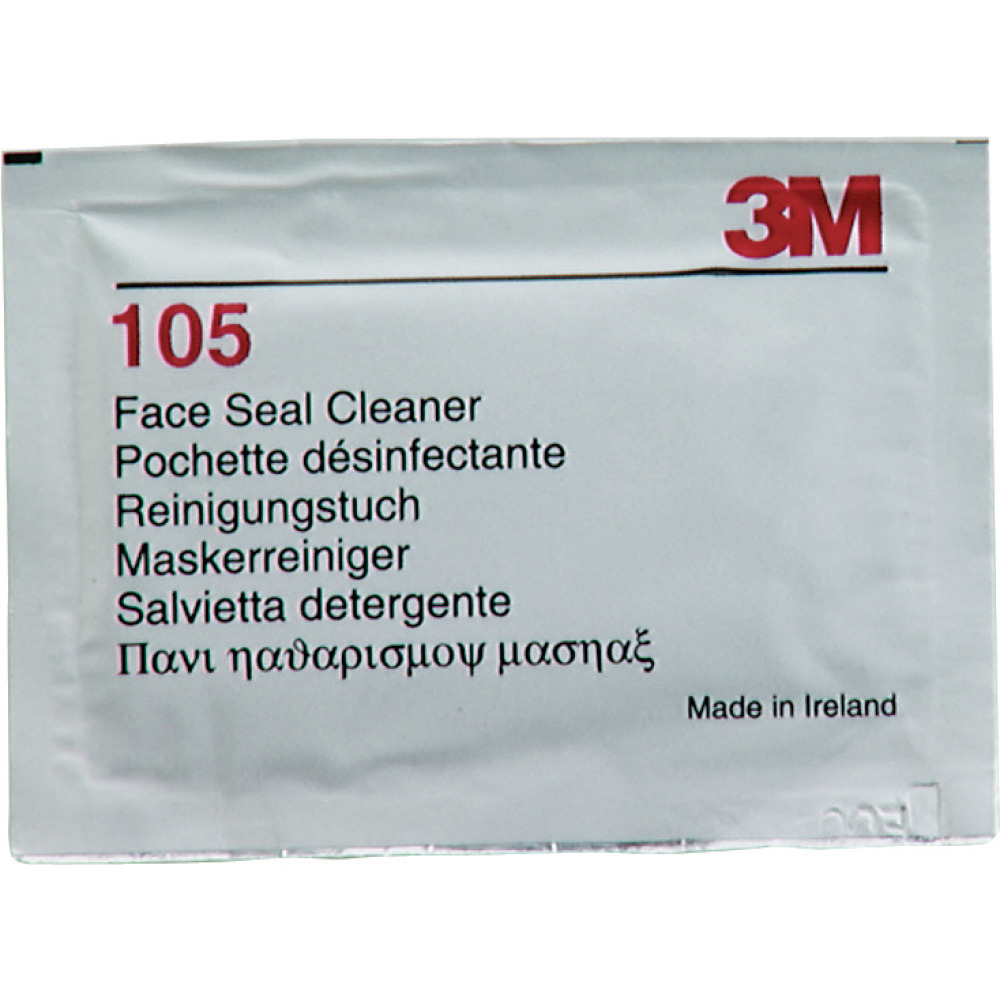 3M
105
Face Seal Cleaner
Pochette désinfectante
Reinigungstuch
Maskerreiniger
Salvietta detergente
Πανι ηαϑαρισμοψ μασηαξ
Made in Ireland